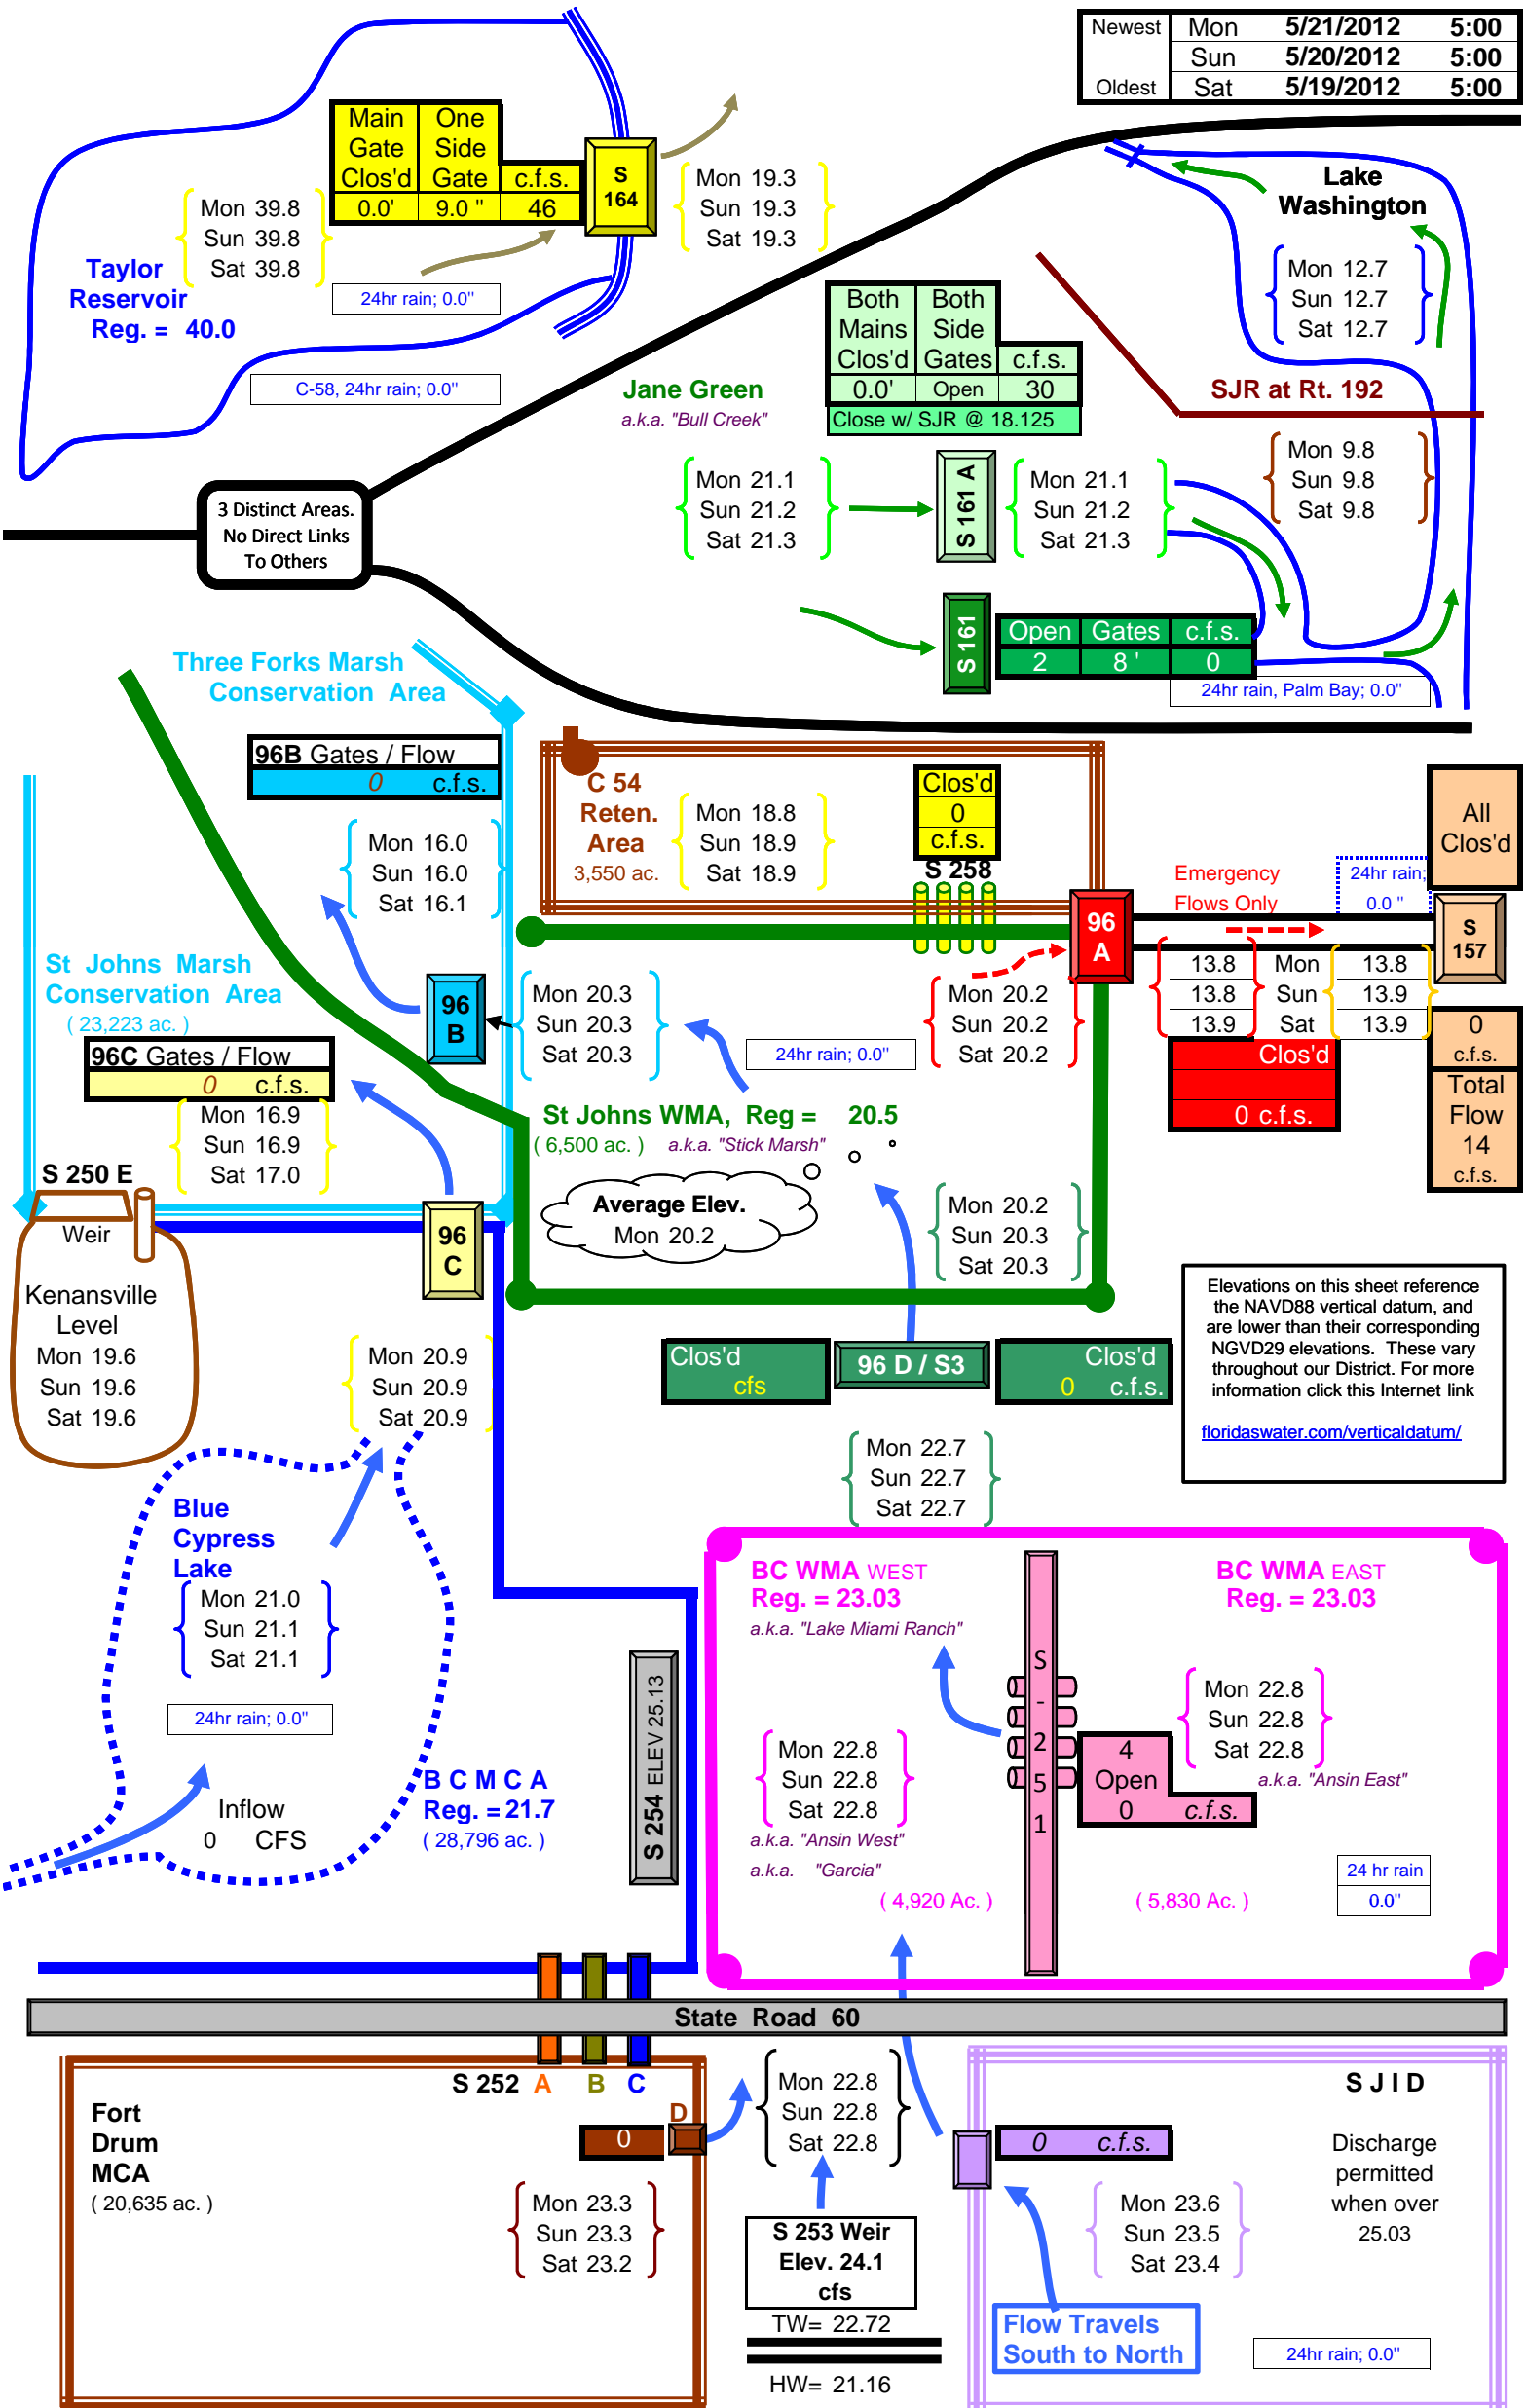 Newest Mon 5/21/2012 5:00
Sun 5/20/2012 5:00
Oldest Sat 5/19/2012 5:00
Main Gate Clos'd One Side Gate c.f.s.
0.0' 9.0 " 46
S 164
Mon 39.8
Sun 39.8
Sat 39.8
Mon 19.3
Sun 19.3
Sat 19.3
Taylor
Reservoir
Reg. = 40.0
24hr rain; 0.0"
C-58, 24hr rain; 0.0"
Lake
Washington
Mon 12.7
Sun 12.7
Sat 12.7
Both Mains Clos'd Both Side Gates c.f.s.
0.0' Open 30
Close w/ SJR @ 18.125
Jane Green
a.k.a. "Bull Creek"
SJR at Rt. 192
Mon 9.8
Sun 9.8
Sat 9.8
Mon 21.1
Sun 21.2
Sat 21.3
S 161 A
Mon 21.1
Sun 21.2
Sat 21.3
3 Distinct Areas.
No Direct Links
To Others
S 161
Open Gates c.f.s.
2 8 ' 0
24hr rain, Palm Bay; 0.0"
Three Forks Marsh
Conservation Area
96B Gates / Flow
0 c.f.s.
Mon 16.0
Sun 16.0
Sat 16.1
C 54
Reten.
Area
3,550 ac.
Mon 18.8
Sun 18.9
Sat 18.9
Clos'd
0
c.f.s.
S 258
All
Clos'd
Emergency
Flows Only
24hr rain;
0.0 "
96
A
S
157
13.8 Mon 13.8
13.8 Sun 13.9
13.9 Sat 13.9
Clos'd
0 c.f.s.
0
c.f.s.
Total
Flow
14
c.f.s.
St Johns Marsh
Conservation Area
( 23,223 ac. )
96
B
Mon 20.3
Sun 20.3
Sat 20.3
24hr rain; 0.0"
Mon 20.2
Sun 20.2
Sat 20.2
96C Gates / Flow
0 c.f.s.
Mon 16.9
Sun 16.9
Sat 17.0
St Johns WMA, Reg = 20.5
( 6,500 ac. ) a.k.a. "Stick Marsh"
Average Elev.
Mon 20.2
Mon 20.2
Sun 20.3
Sat 20.3
S 250 E
Weir
96
C
Kenansville
Level
Mon 19.6
Sun 19.6
Sat 19.6
Mon 20.9
Sun 20.9
Sat 20.9
Clos'd
cfs
96 D / S3
Clos'd
0 c.f.s.
Elevations on this sheet reference
the NAVD88 vertical datum, and
are lower than their corresponding
NGVD29 elevations. These vary
throughout our District. For more
information click this Internet link
floridaswater.com/verticaldatum/
Mon 22.7
Sun 22.7
Sat 22.7
Blue
Cypress
Lake
Mon 21.0
Sun 21.1
Sat 21.1
24hr rain; 0.0"
Inflow
0 CFS
B C M C A
Reg. = 21.7
( 28,796 ac. )
S 254 ELEV 25.13
BC WMA WEST
Reg. = 23.03
a.k.a. "Lake Miami Ranch"
Mon 22.8
Sun 22.8
Sat 22.8
a.k.a. "Ansin West"
a.k.a. "Garcia"
( 4,920 Ac. )
S
-
2
5
1
BC WMA EAST
Reg. = 23.03
Mon 22.8
Sun 22.8
Sat 22.8
a.k.a. "Ansin East"
4
Open
0 c.f.s.
( 5,830 Ac. )
24 hr rain
0.0"
State Road 60
S 252 A B C
D
0
Fort
Drum
MCA
( 20,635 ac. )
Mon 23.3
Sun 23.3
Sat 23.2
Mon 22.8
Sun 22.8
Sat 22.8
S 253 Weir
Elev. 24.1
cfs
TW= 22.72
HW= 21.16
S J I D
0 c.f.s.
Discharge
permitted
when over
25.03
Mon 23.6
Sun 23.5
Sat 23.4
Flow Travels
South to North
24hr rain; 0.0"